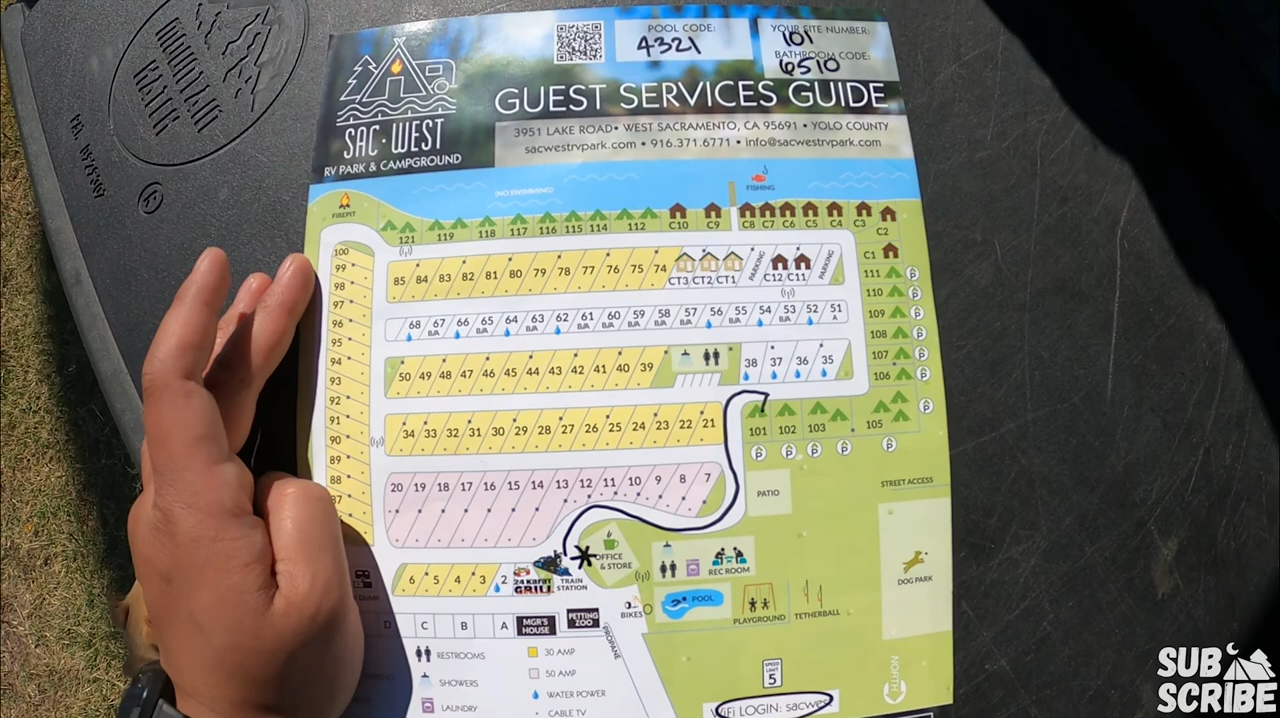 POOL CODE:
4321
YOUR SITE NUMBER:
101
BATHROOM CODE:
6510
SAC•WEST
RV PARK & CAMPGROUND
GUEST SERVICES GUIDE
3951 LAKE ROAD• WEST SACRAMENTO, CA 95691 • YOLO COUNTY
sacwestrvpark.com • 916.371.6771 • info@sacwestrvpark.com
FISHING
FIREPIT
121 119 118 117 116 115 114 112 C10 C9 C8 C7 C6 C5 C4 C3 C2
C1
100
99
98
97
96
95
94
93
92
91
90
89
88
87
85 84 83 82 81 80 79 78 77 76 75 74 CT3 CT2 CT1 PARKING C12 C11 PARKING
111
110
109
108
107
106
68 67 66 65 64 63 62 61 60 59 58 57 56 55 54 53 52 51
B/A B/A B/A B/A B/A B/A B/A B/A B/A B/A A
50 49 48 47 46 45 44 43 42 41 40 39 38 37 36 35
34 33 32 31 30 29 28 27 26 25 24 23 22 21 101 102 103 105
20 19 18 17 16 15 14 13 12 11 10 9 8 7
PATIO
STREET ACCESS
OFFICE
& STORE
REC ROOM
DOG PARK
6 5 4 3 2 24 Karat
GRILL
TRAIN
STATION
BIKES
POOL
PLAYGROUND
TETHERBALL
DUMP
D C B A MGR'S
HOUSE
PETTING
ZOO
PROPANE
RESTROOMS
SHOWERS
LAUNDRY
30 AMP
50 AMP
WATER POWER
CABLE TV
SPEED
LIMIT
5
NORTH
WiFi LOGIN: sacwes
SUB
SCRIBE